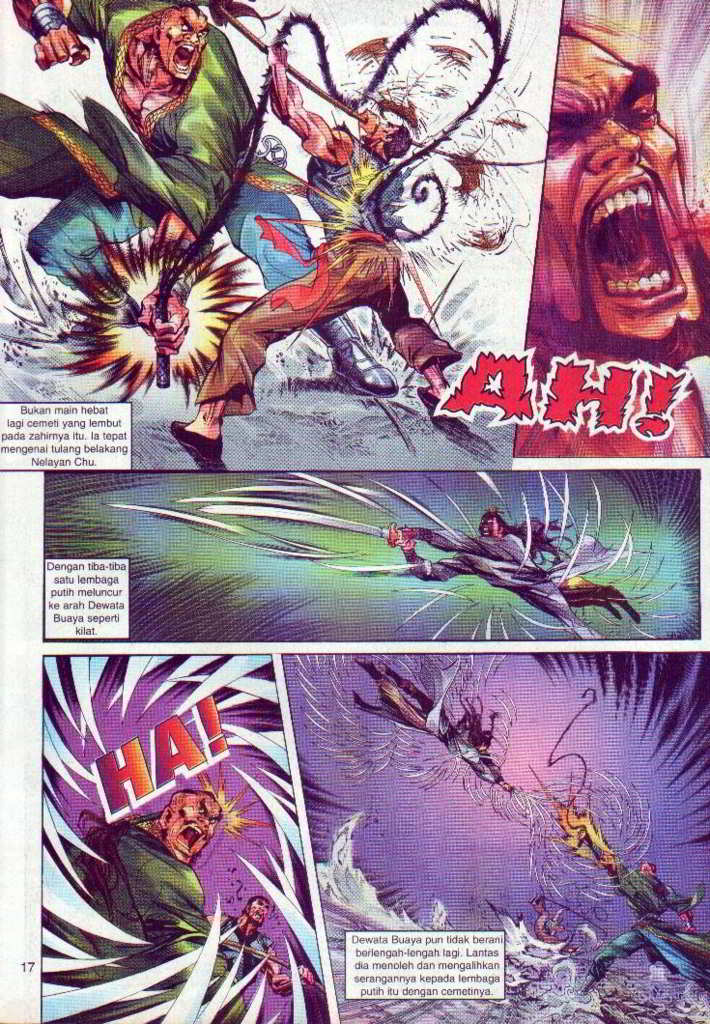 AH!
Bukan main hebat
lagi cemeti yang lembut
pada zahirnya itu. Ia tepat
mengenai tulang belakang
Nelayan Chu.
Dengan tiba-tiba
satu lembaga
putih meluncur
ke arah Dewata
Buaya seperti
kilat.
HA!
Dewata Buaya pun tidak berani
berlengah-lengah lagi. Lantas
dia menoleh dan mengalihkan
serangannya kepada lembaga
putih itu dengan cemetinya.
17